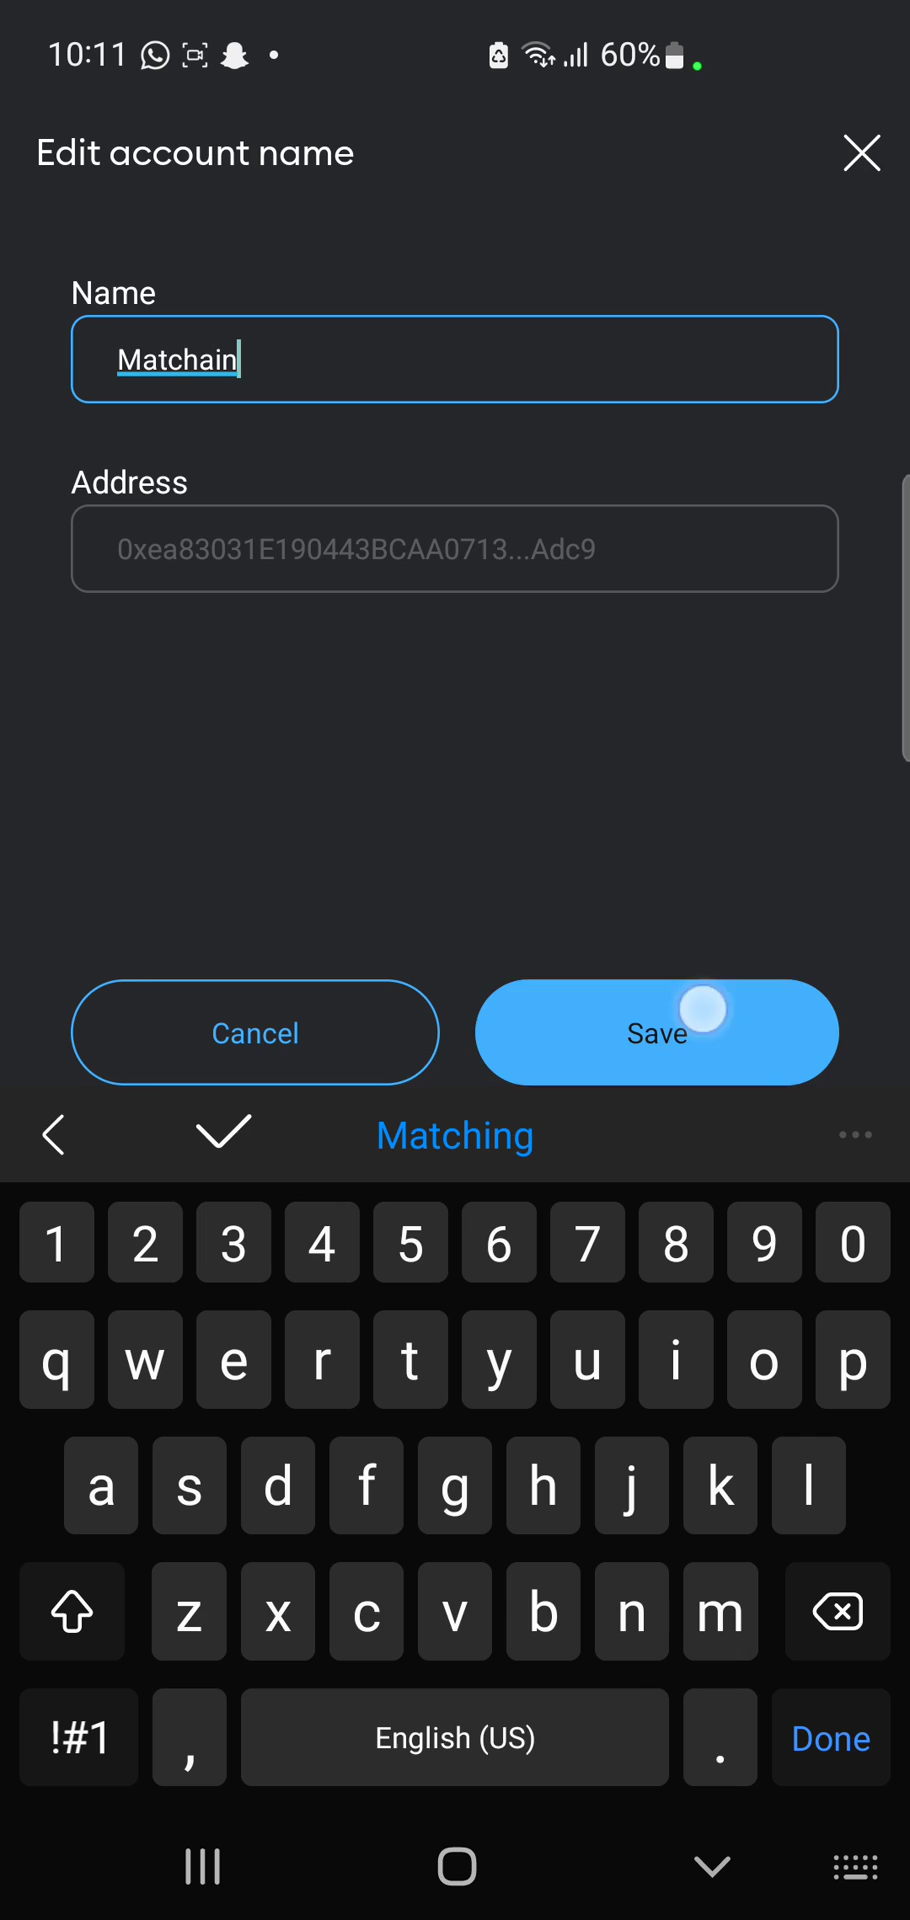 10:11 60%
Edit account name
Name
Matchain
Address
0xea83031E190443BCAA0713...Adc9
Cancel Save
Matching
1 2 3 4 5 6 7 8 9 0
q w e r t y u i o p
a s d f g h j k l
z x c v b n m
!#1 , English (US) . Done